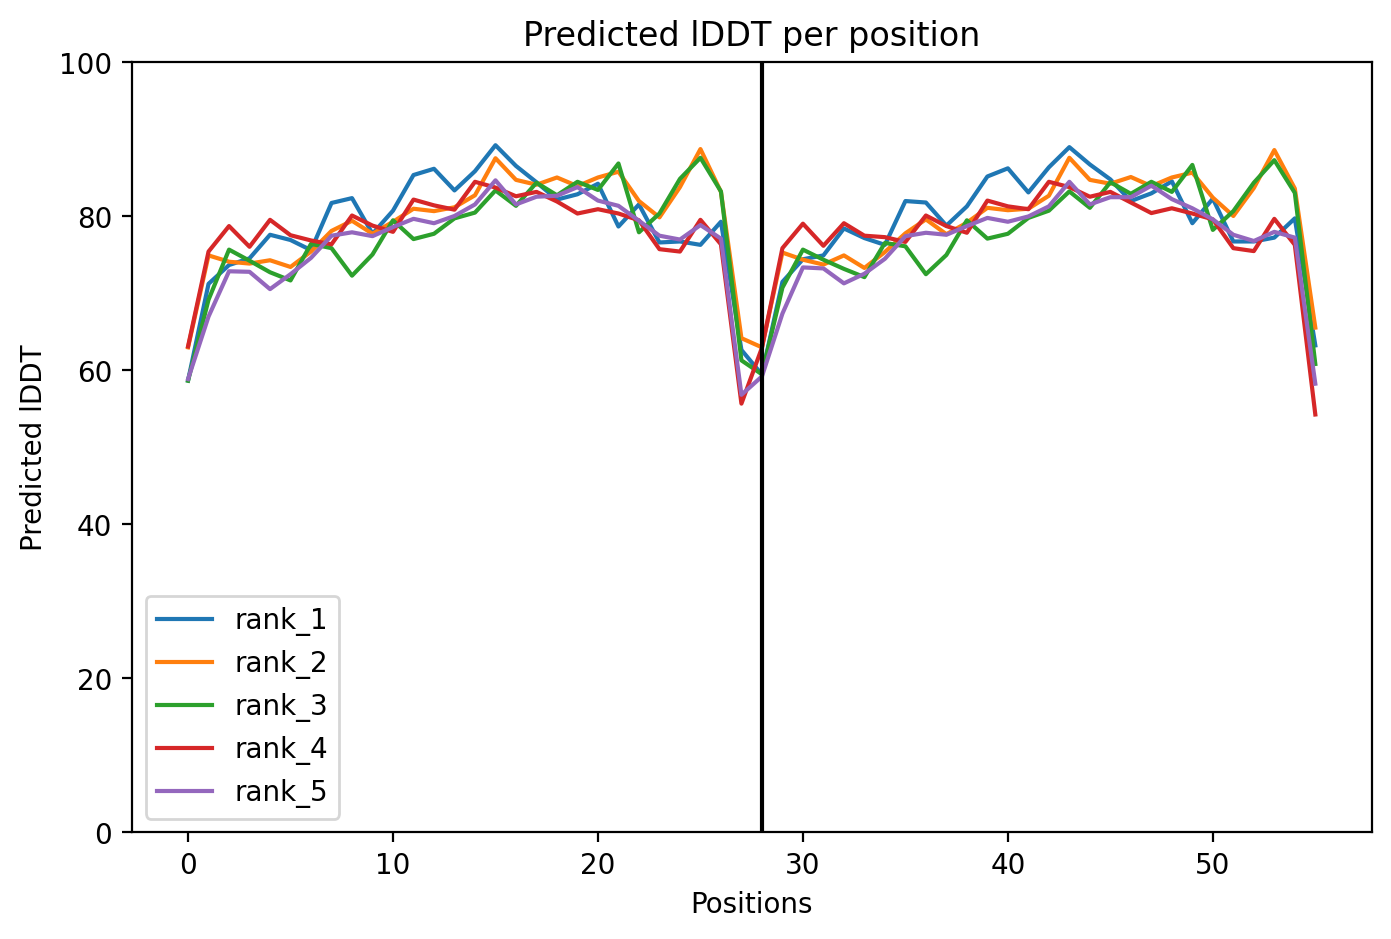 Predicted lDDT per position
100
80
60
40
20
0
Predicted lDDT
rank_1
rank_2
rank_3
rank_4
rank_5
0 10 20 30 40 50
Positions